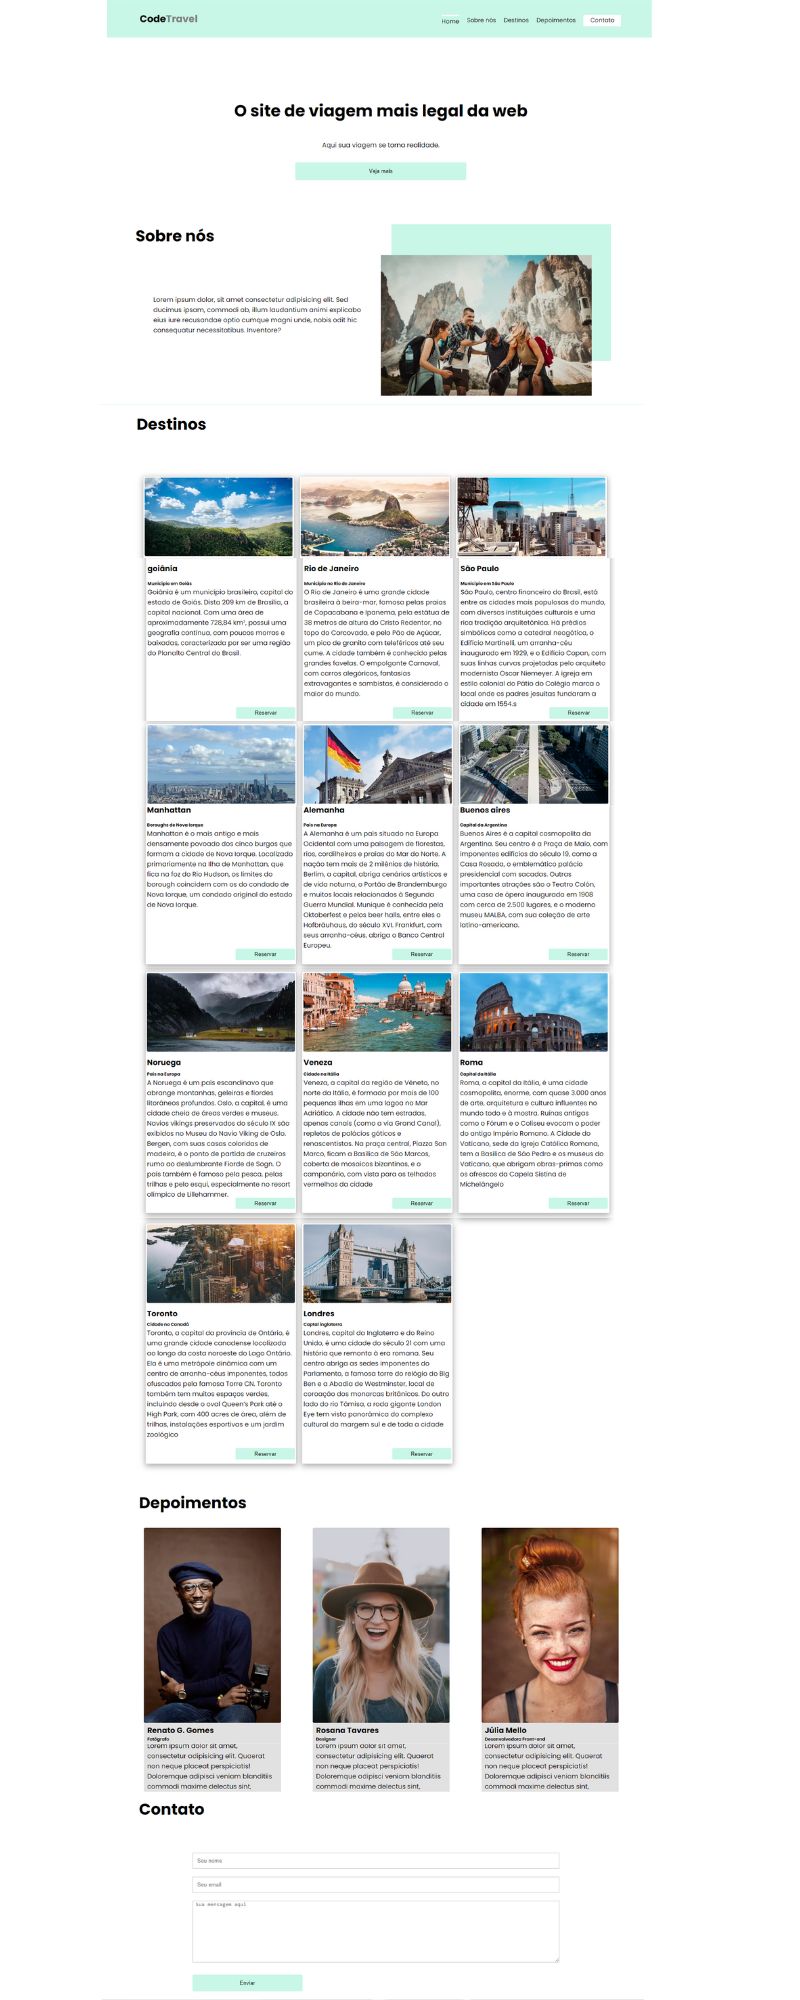 CodeTravel
Home Sobre nós Destinos Depoimentos Contato
O site de viagem mais legal da web
Aqui sua viagem se torna realidade.
Veja mais
Sobre nós
Lorem ipsum dolor, sit amet consectetur adipisicing elit. Sed
ducimus ipsam, commodi ab, illum laudantium animi explicabo
eius iure recusandae optio cumque magni unde, nobis odit hic
consequatur necessitatibus. Inventore?
Destinos
goiânia
Município em Goiás
Goiânia é um município brasileiro, capital do
estado de Goiás. Dista 209 km de Brasília, a
capital nacional. Com uma área de
aproximadamente 728,84 km², possui uma
geografia contínua, com poucos morros e
baixadas, caracterizada por ser uma região
do Planalto Central do Brasil.
Reservar
Rio de Janeiro
Município no Rio de Janeiro
O Rio de Janeiro é uma grande cidade
brasileira à beira-mar, famosa pelas praias
de Copacabana e Ipanema, pela estátua de
38 metros de altura do Cristo Redentor, no
topo do Corcovado, e pelo Pão de Açúcar,
um pico de granito com teleféricos até seu
cume. A cidade também é conhecida pelas
grandes favelas. O empolgante Carnaval,
com carros alegóricos, fantasias
extravagantes e sambistas, é considerado o
maior do mundo.
Reservar
São Paulo
Município em São Paulo
São Paulo, centro financeiro do Brasil, está
entre as cidades mais populosas do mundo,
com diversas instituições culturais e uma
rica tradição arquitetônica. Há prédios
simbólicos como a catedral neogótica, o
Edifício Martinelli, um arranha-céu
inaugurado em 1929, e o Edifício Copan, com
suas linhas curvas projetadas pelo arquiteto
modernista Oscar Niemeyer. A igreja em
estilo colonial do Pátio do Colégio marca o
local onde os padres jesuítas fundaram a
cidade em 1554.s
Reservar
Manhattan
Boroughs de Nova Iorque
Manhattan é o mais antigo e mais
densamente povoado dos cinco burgos que
formam a cidade de Nova Iorque. Localizado
primariamente na Ilha de Manhattan, que
fica na foz do Rio Hudson, os limites do
borough coincidem com os do condado de
Nova Iorque, um condado original do estado
de Nova Iorque.
Reservar
Alemanha
País na Europa
A Alemanha é um país situado na Europa
Ocidental com uma paisagem de florestas,
rios, cordilheiras e praias do Mar do Norte. A
nação tem mais de 2 milênios de história.
Berlim, a capital, abriga cenários artísticos e
de vida noturna, o Portão de Brandemburgo
e muitos locais relacionados à Segunda
Guerra Mundial. Munique é conhecida pela
Oktoberfest e pelos beer halls, entre eles o
Hofbräuhaus, do século XVI. Frankfurt, com
seus arranha-céus, abriga o Banco Central
Europeu.
Reservar
Buenos aires
Capital da Argentina
Buenos Aires é a capital cosmopolita da
Argentina. Seu centro é a Praça de Maio, com
imponentes edifícios do século 19, como a
Casa Rosada, o emblemático palácio
presidencial com sacadas. Outras
importantes atrações são o Teatro Colón,
uma casa de ópera inaugurada em 1908
com cerca de 2.500 lugares, e o moderno
museu MALBA, com sua coleção de arte
latino-americana.
Reservar
Noruega
País na Europa
A Noruega é um país escandinavo que
abrange montanhas, geleiras e fiordes
litorâneos profundos. Oslo, a capital, é uma
cidade cheia de áreas verdes e museus.
Navios vikings preservados do século IX são
exibidos no Museu do Navio Viking de Oslo.
Bergen, com suas casas coloridas de
madeira, é o ponto de partida de cruzeiros
rumo ao deslumbrante Fiorde de Sogn. O
país também é famoso pela pesca, pelas
trilhas e pelo esqui, especialmente no resort
olímpico de Lillehammer.
Reservar
Veneza
Cidade na Itália
Veneza, a capital da região de Vêneto, no
norte da Itália, é formada por mais de 100
pequenas ilhas em uma lagoa no Mar
Adriático. A cidade não tem estradas,
apenas canais (como a via Grand Canal),
repletos de palácios góticos e
renascentistas. Na praça central, Piazza San
Marco, ficam a Basílica de São Marcos,
coberta de mosaicos bizantinos, e o
campanário, com vista para os telhados
vermelhos da cidade
Reservar
Roma
Capital da Itália
Roma, a capital da Itália, é uma cidade
cosmopolita, enorme, com quase 3.000 anos
de arte, arquitetura e cultura influentes no
mundo todo e à mostra. Ruínas antigas
como o Fórum e o Coliseu evocam o poder
do antigo Império Romano. A Cidade do
Vaticano, sede da Igreja Católica Romana,
tem a Basílica de São Pedro e os museus do
Vaticano, que abrigam obras-primas como
os afrescos da Capela Sistina de
Michelângelo
Reservar
Toronto
Cidade no Canadá
Toronto, a capital da província de Ontário, é
uma grande cidade canadense localizada
ao longo da costa noroeste do Lago Ontário.
Ela é uma metrópole dinâmica com um
centro de arranha-céus imponentes, todos
ofuscados pela famosa Torre CN. Toronto
também tem muitos espaços verdes,
incluindo desde o oval Queen's Park até o
High Park, com 400 acres de área, além de
trilhas, instalações esportivas e um jardim
zoológico
Reservar
Londres
Capital Inglaterra
Londres, capital da Inglaterra e do Reino
Unido, é uma cidade do século 21 com uma
história que remonta à era romana. Seu
centro abriga as sedes imponentes do
Parlamento, a famosa torre do relógio do Big
Ben e a Abadia de Westminster, local de
coroação das monarcas britânicos. Do outro
lado do rio Tâmisa, a roda gigante London
Eye tem vista panorâmica do complexo
cultural da margem sul e de toda a cidade
Reservar
Depoimentos
Renato G. Gomes
Fotógrafo
Lorem ipsum dolor sit amet,
consectetur adipisicing elit. Quaerat
non neque placeat perspiciatis!
Doloremque adipisci veniam blanditiis
commodi maxime delectus sint,
Rosana Tavares
Designer
Lorem ipsum dolor sit amet,
consectetur adipisicing elit. Quaerat
non neque placeat perspiciatis!
Doloremque adipisci veniam blanditiis
commodi maxime delectus sint,
Júlia Mello
Desenvolvedora Front-end
Lorem ipsum dolor sit amet,
consectetur adipisicing elit. Quaerat
non neque placeat perspiciatis!
Doloremque adipisci veniam blanditiis
commodi maxime delectus sint,
Contato
Seu nome
Seu email
Sua mensagem aqui
Enviar